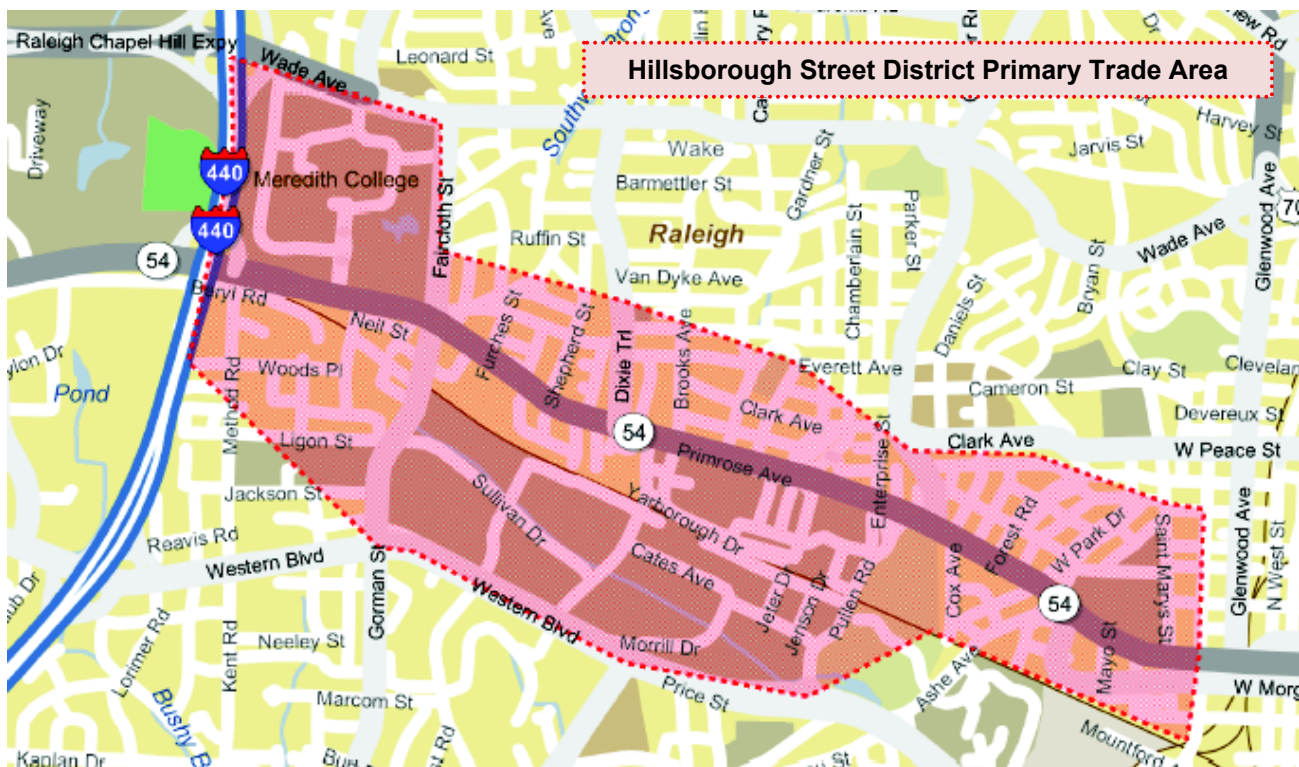 Hillsborough Street District Primary Trade Area
Raleigh Chapel Hill Expy
Wade Ave
Leonard St
Harvey St
Jarvis St
Wake
Barmettler St
Gardner St
Driveway
440
Meredith College
Faircloth St
Parker St
Chamberlain St
Glenwood Ave
70
440
Ruffin St
Raleigh
Wade Ave
54
Van Dyke Ave
Bryan St
Daniels St
Beryl Rd
Neil St
Furches St
Shepherd St
Dixie Trl
Brooks Ave
Everett Ave
Clay St
Woods Pl
Cameron St
Pond
Method Rd
Clark Ave
Devereux St
54
Ligon St
Clark Ave
W Peace St
Primrose Ave
Enterprise St
Jackson St
Sullivan Dr
Yarborough Dr
Forest Rd
W Park Dr
Saint Marys St
Reavis Rd
Western Blvd
Gorman St
Cates Ave
Jeter Dr
Jenson Dr
Pullen Rd
Cox Ave
54
Glenwood Ave
N West St
Western Blvd
Morrill Dr
Mayo St
Lorimer Rd
Kent Rd
Neeley St
Ashe Ave
Price St
W Morg
Marcom St
Mountford
Bushy B
Kaplan Dr